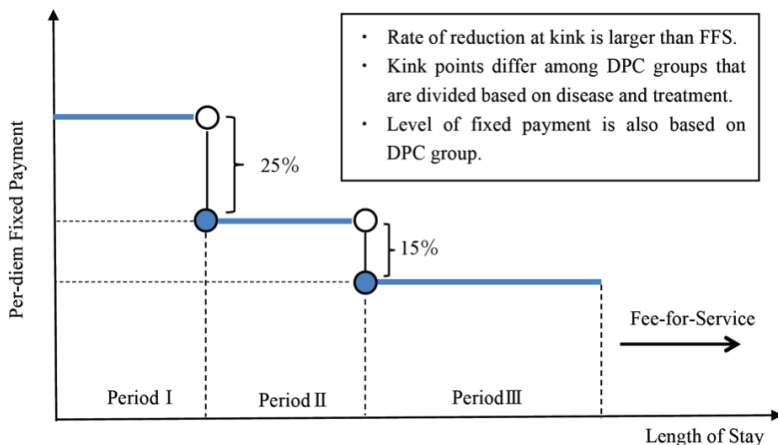 · Rate of reduction at kink is larger than FFS.
· Kink points differ among DPC groups that
are divided based on disease and treatment.
· Level of fixed payment is also based on
DPC group.
Per-diem Fixed Payment
25%
15%
Fee-for-Service
Period Ⅰ
Period Ⅱ
PeriodⅢ
Length of Stay